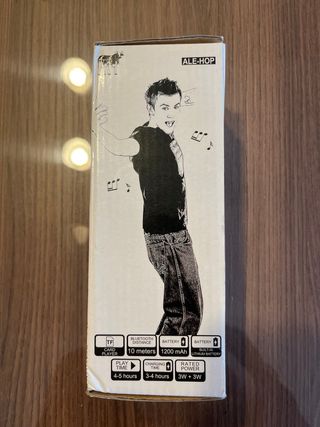 ALE-HOP
TF
CARD
PLAYER
BLUETOOTH
DISTANCE
10 meters
BATTERY
1200 mAh
BATTERY
BUILT-IN
LITHIUM BATTERY
PLAY
TIME
4-5 hours
CHARGING
TIME
3-4 hours
RATED
POWER
3W + 3W